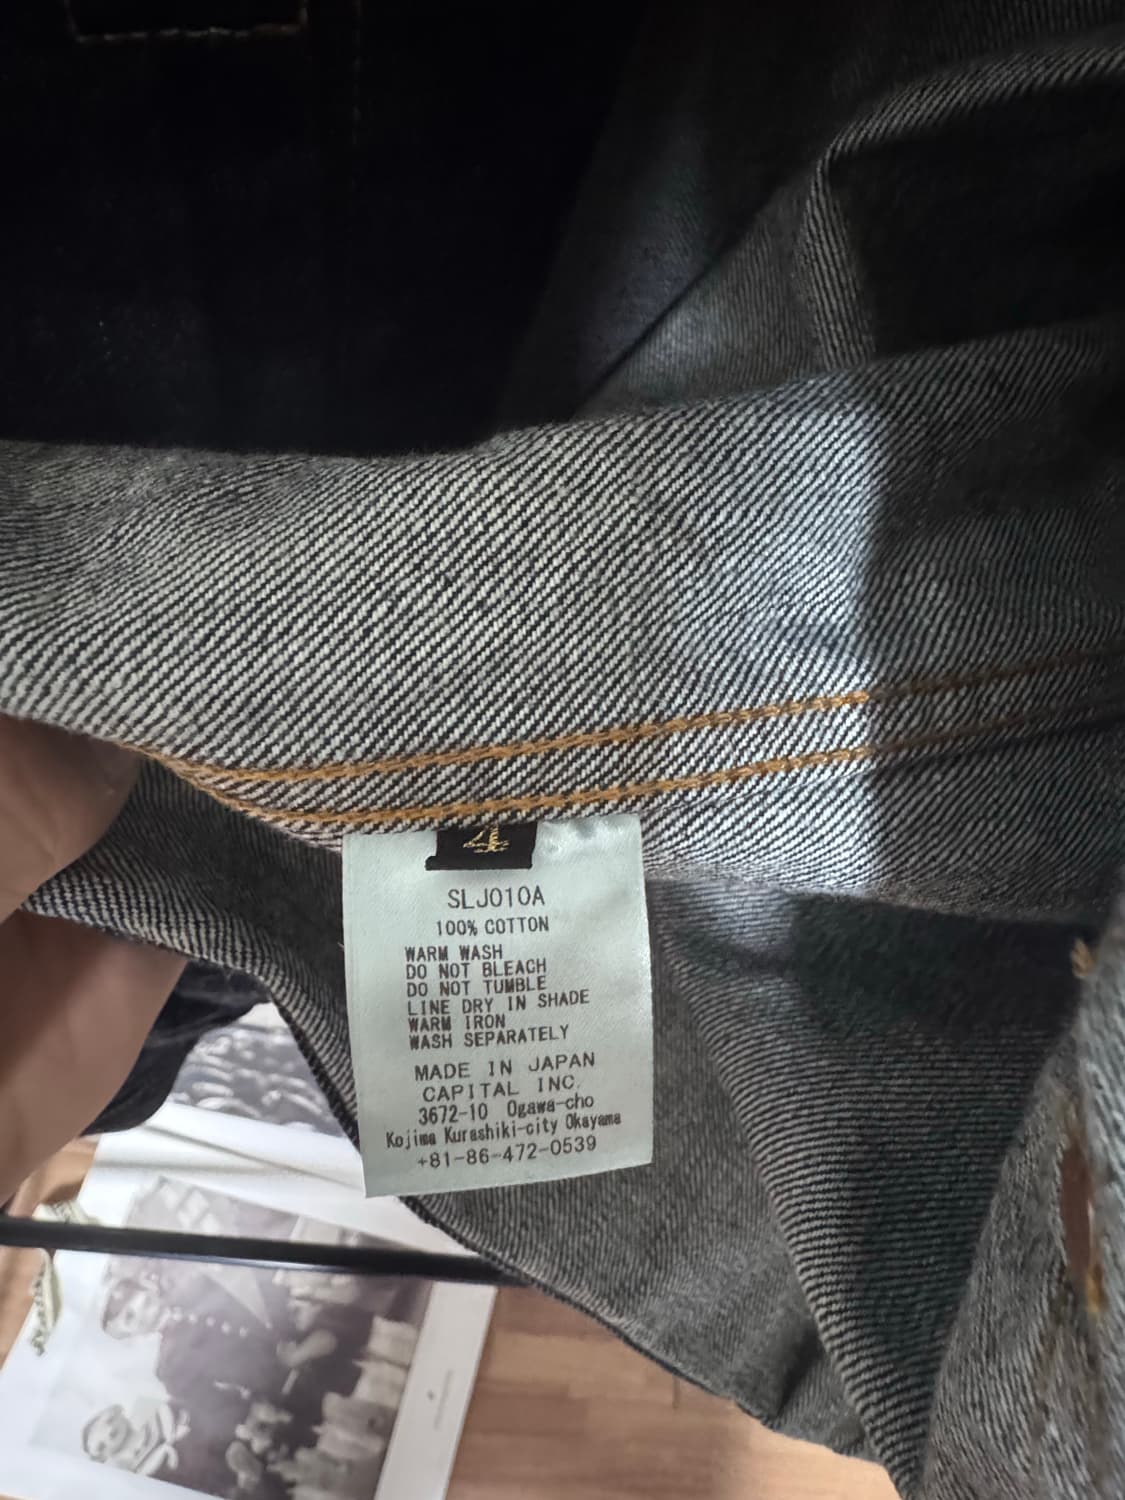 4
SLJ010A
100% COTTON
WARM WASH
DO NOT BLEACH
DO NOT TUMBLE
LINE DRY IN SHADE
WARM IRON
WASH SEPARATELY
MADE IN JAPAN
CAPITAL INC.
3672-10 Ogawa-cho
Kojima Kurashiki-city Okayama
+81-86-472-0539